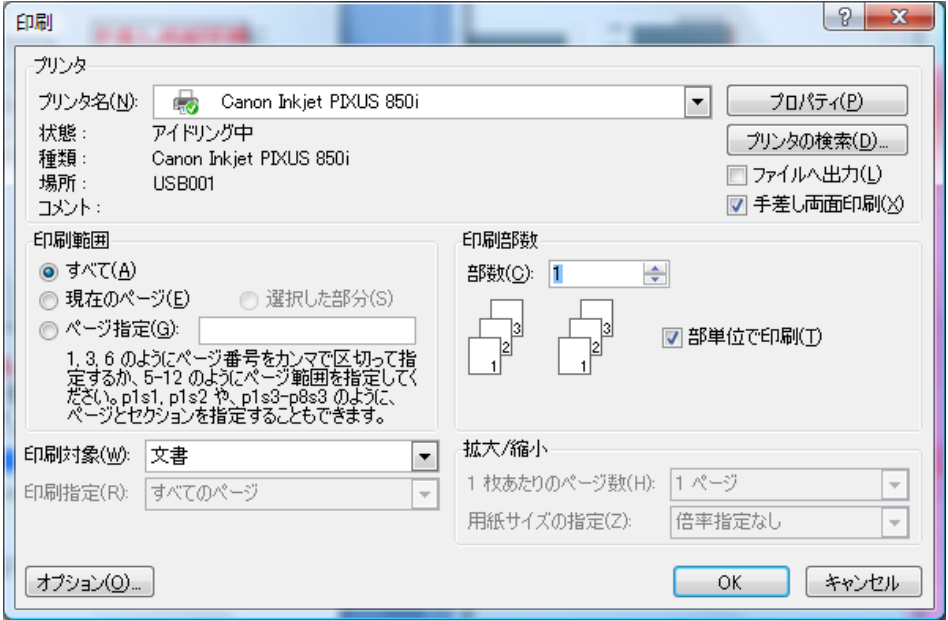 印刷
プリンタ
プリンタ名(N): Canon Inkjet PIXUS 850i プロパティ(P)
状態: アイドリング中 プリンタの検索(D)...
種類: Canon Inkjet PIXUS 850i
場所: USB001 ファイルへ出力(L)
コメント: 手差し両面印刷(X)
印刷範囲
すべて(A)
現在のページ(E) 選択した部分(S)
ページ指定(G):
1, 3, 6 のようにページ番号をカンマで区切って指
定するか、5-12 のようにページ範囲を指定してく
ださい。p1s1, p1s2 や、p1s3-p8s3 のように、
ページとセクションを指定することもできます。
印刷部数
部数(C): 1
3 3
2 2
1 1
部単位で印刷(T)
印刷対象(W): 文書
印刷指定(R): すべてのページ
拡大/縮小
1 枚あたりのページ数(H): 1 ページ
用紙サイズの指定(Z): 倍率指定なし
オプション(O)... OK キャンセル